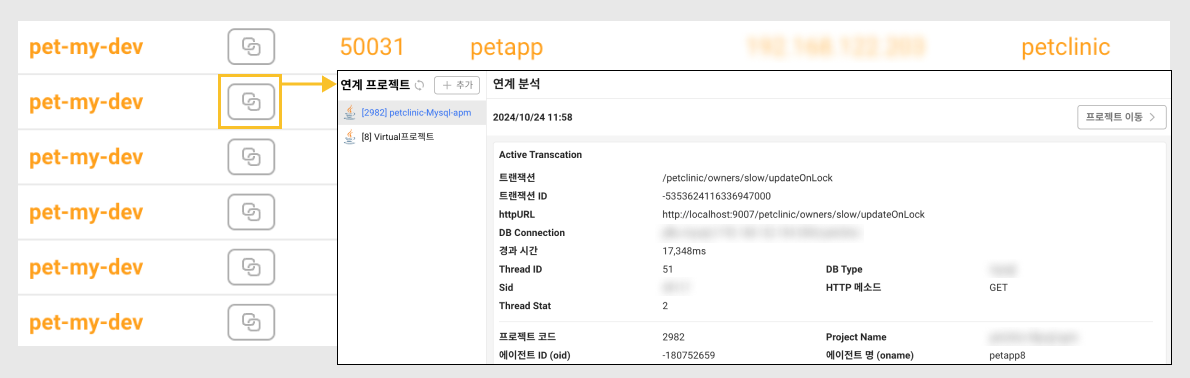 pet-my-dev 50031 petapp petclinic
pet-my-dev
pet-my-dev
pet-my-dev
pet-my-dev
pet-my-dev
연계 프로젝트 + 추가
[2982] petclinic-Mysql-apm
[8] Virtual프로젝트
연계 분석
2024/10/24 11:58 프로젝트 이동 >
Active Transcation
트랜잭션 /petclinic/owners/slow/updateOnLock
트랜잭션 ID -5353624116336947000
httpURL http://localhost:9007/petclinic/owners/slow/updateOnLock
DB Connection
경과 시간 17,348ms
Thread ID 51 DB Type
Sid HTTP 메소드 GET
Thread Stat 2
프로젝트 코드 2982 Project Name
에이전트 ID (oid) -180752659 에이전트 명 (oname) petapp8